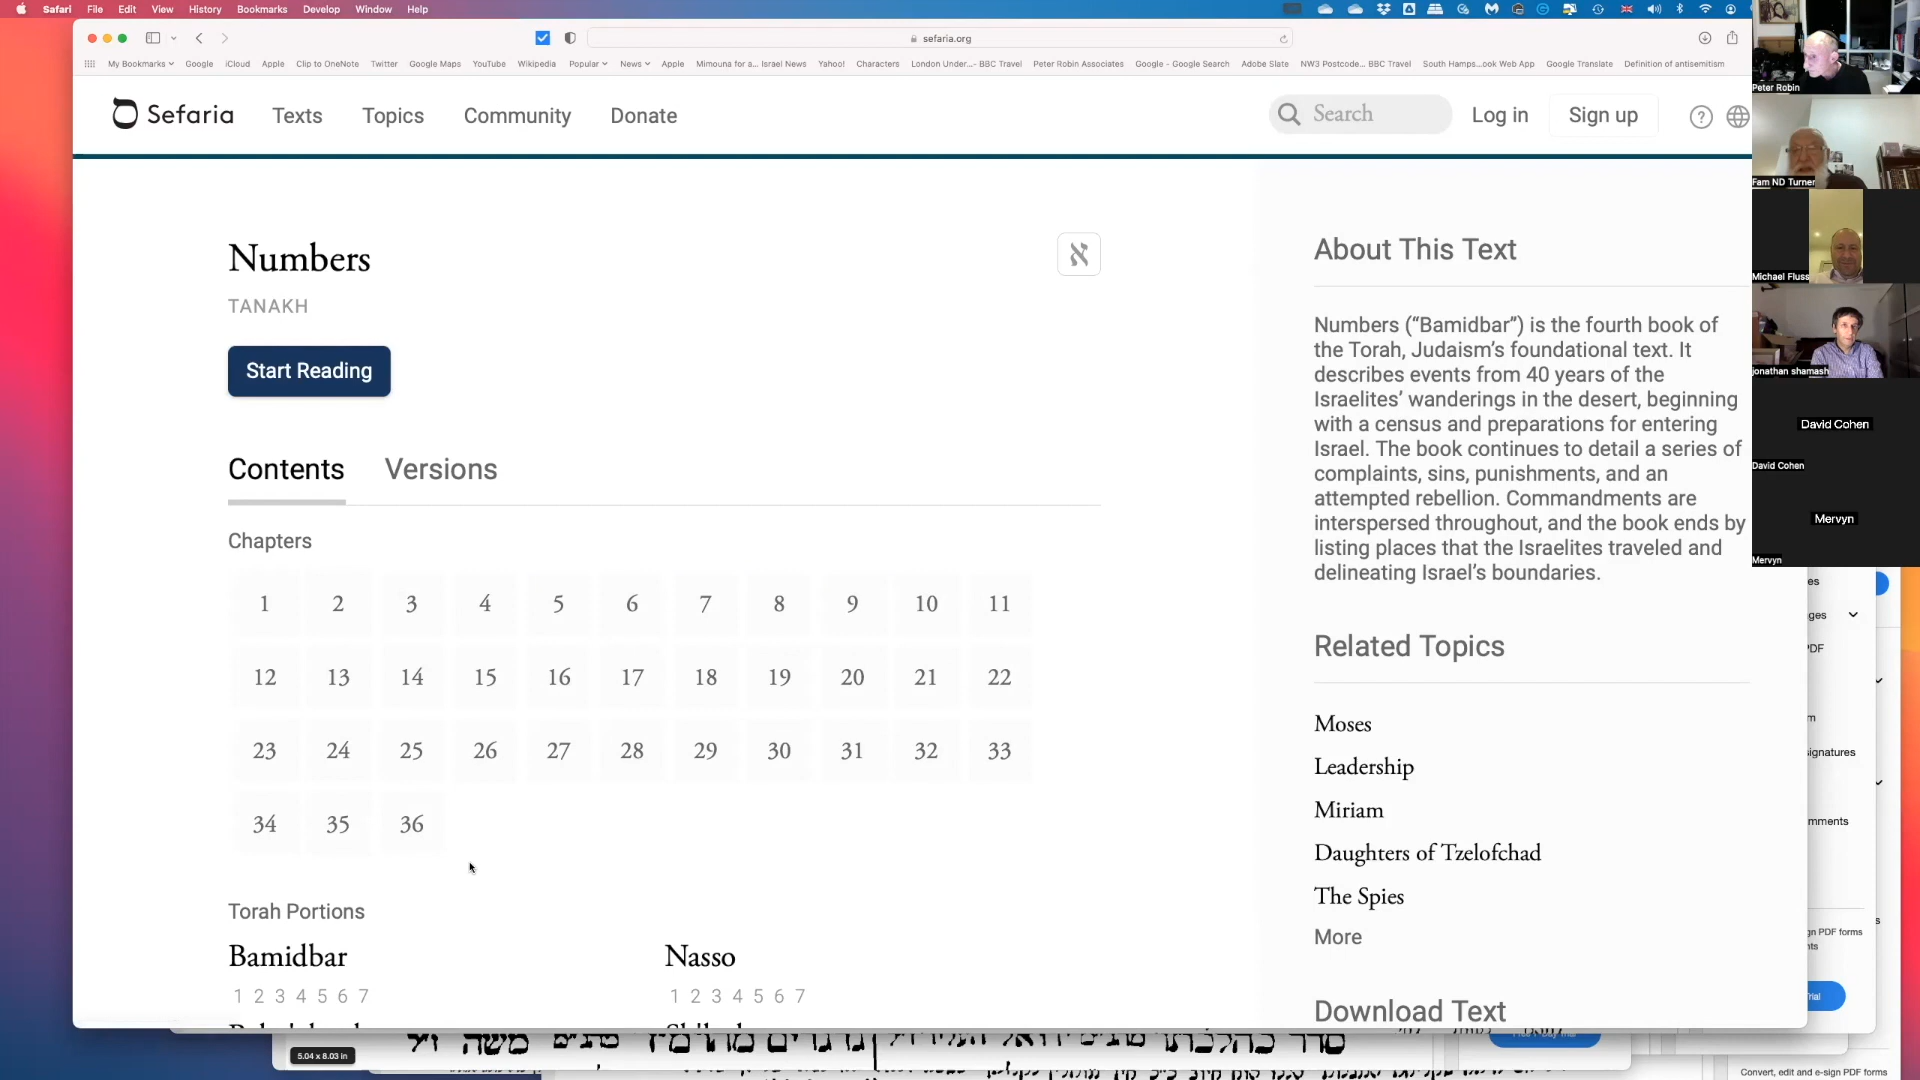 Safari File Edit View History Bookmarks Develop Window Help
sefaria.org
My Bookmarks Google iCloud Apple Clip to OneNote Twitter Google Maps YouTube Wikipedia Popular News Apple Mimouna for a... Israel News Yahoo! Characters London Under...- BBC Travel Peter Robin Associates Google - Google Search Adobe Slate NW3 Postcode... BBC Travel South Hamps...ook Web App Google Translate Definition of antisemitism
Sefaria Texts Topics Community Donate Search Log in Sign up
Numbers
א
TANAKH
Start Reading
Contents Versions
Chapters
1 2 3 4 5 6 7 8 9 10 11
12 13 14 15 16 17 18 19 20 21 22
23 24 25 26 27 28 29 30 31 32 33
34 35 36
Torah Portions
Bamidbar Nasso
1 2 3 4 5 6 7 1 2 3 4 5 6 7
About This Text
Numbers (“Bamidbar”) is the fourth book of
the Torah, Judaism’s foundational text. It
describes events from 40 years of the
Israelites’ wanderings in the desert, beginning
with a census and preparations for entering
Israel. The book continues to detail a series of
complaints, sins, punishments, and an
attempted rebellion. Commandments are
interspersed throughout, and the book ends by
listing places that the Israelites traveled and
delineating Israel’s boundaries.
Related Topics
Moses
Leadership
Miriam
Daughters of Tzelofchad
The Spies
More
Download Text
Peter Robin
Fam ND Turner
Michael Fluss
jonathan shamash
David Cohen
David Cohen
Mervyn
Mervyn
5.04 x 8.03 in
משה
Convert, edit and e-sign PDF forms